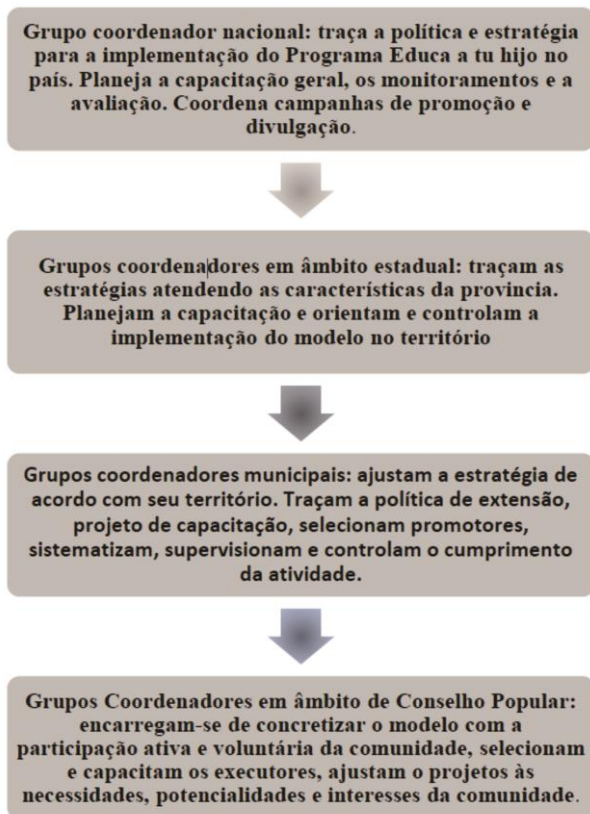 Grupo coordenador nacional: traça a política e estratégia
para a implementação do Programa Educa a tu hijo no
país. Planeja a capacitação geral, os monitoramentos e a
avaliação. Coordena campanhas de promoção e
divulgação.
Grupos coordenadores em âmbito estadual: traçam as
estratégias atendendo as características da provincia.
Planejam a capacitação e orientam e controlam a
implementação do modelo no território
Grupos coordenadores municipais: ajustam a estratégia de
acordo com seu território. Traçam a política de extensão,
projeto de capacitação, selecionam promotores,
sistematizam, supervisionam e controlam o cumprimento
da atividade.
Grupos Coordenadores em âmbito de Conselho Popular:
encarregam-se de concretizar o modelo com a
participação ativa e voluntária da comunidade, selecionam
e capacitam os executores, ajustam o projetos às
necessidades, potencialidades e interesses da comunidade.